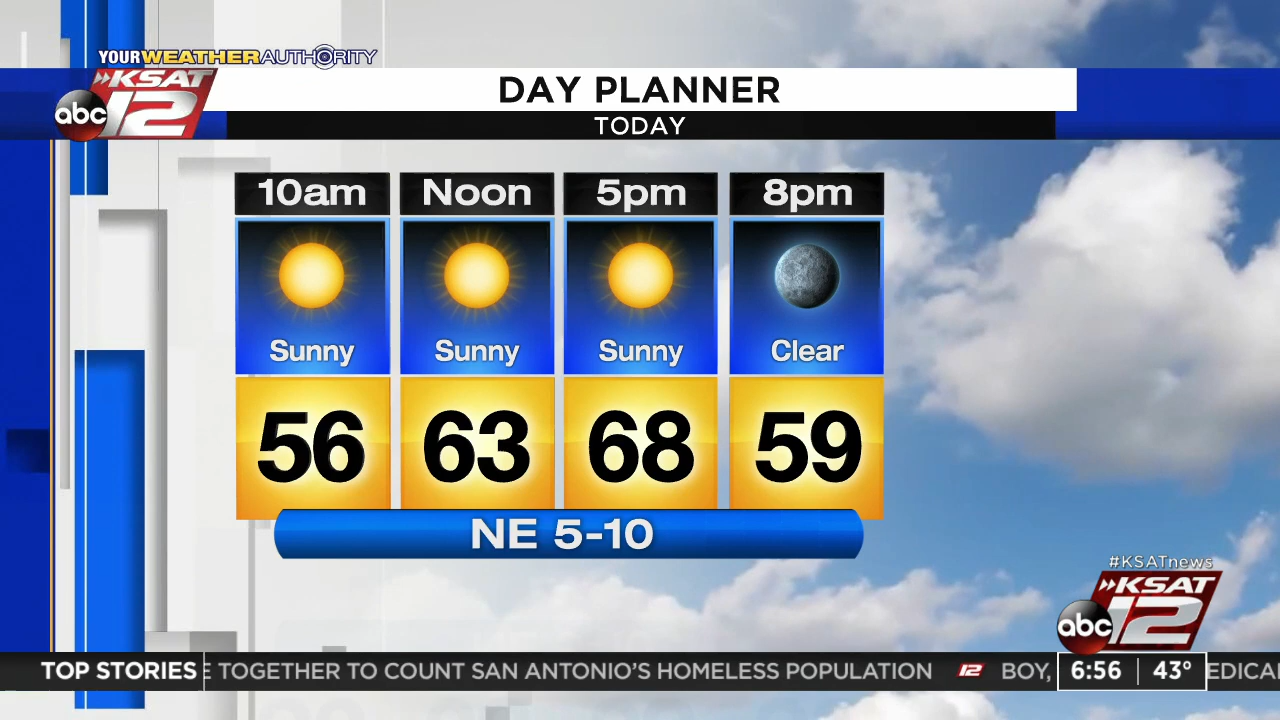 YOURWEATHERAUTHORITY
KSAT
abc 12
DAY PLANNER
TODAY
10am Noon 5pm 8pm
Sunny Sunny Sunny Clear
56 63 68 59
NE 5-10
#KSATnews
KSAT
abc 12
TOP STORIES TOGETHER TO COUNT SAN ANTONIO'S HOMELESS POPULATION 12 BOY, 6:56 43°